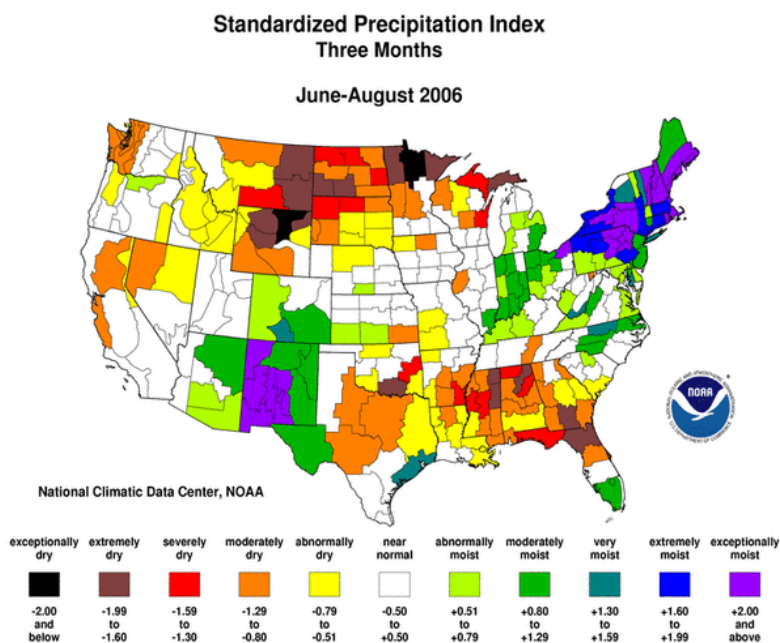 Standardized Precipitation Index
Three Months
June-August 2006
NOAA
National Climatic Data Center, NOAA
exceptionally dry
extremely dry
severely dry
moderately dry
abnormally dry
near normal
abnormally moist
moderately moist
very moist
extremely moist
exceptionally moist
-2.00 and below
-1.99 to -1.60
-1.59 to -1.30
-1.29 to -0.80
-0.79 to -0.51
-0.50 to +0.50
+0.51 to +0.79
+0.80 to +1.29
+1.30 to +1.59
+1.60 to +1.99
+2.00 and above